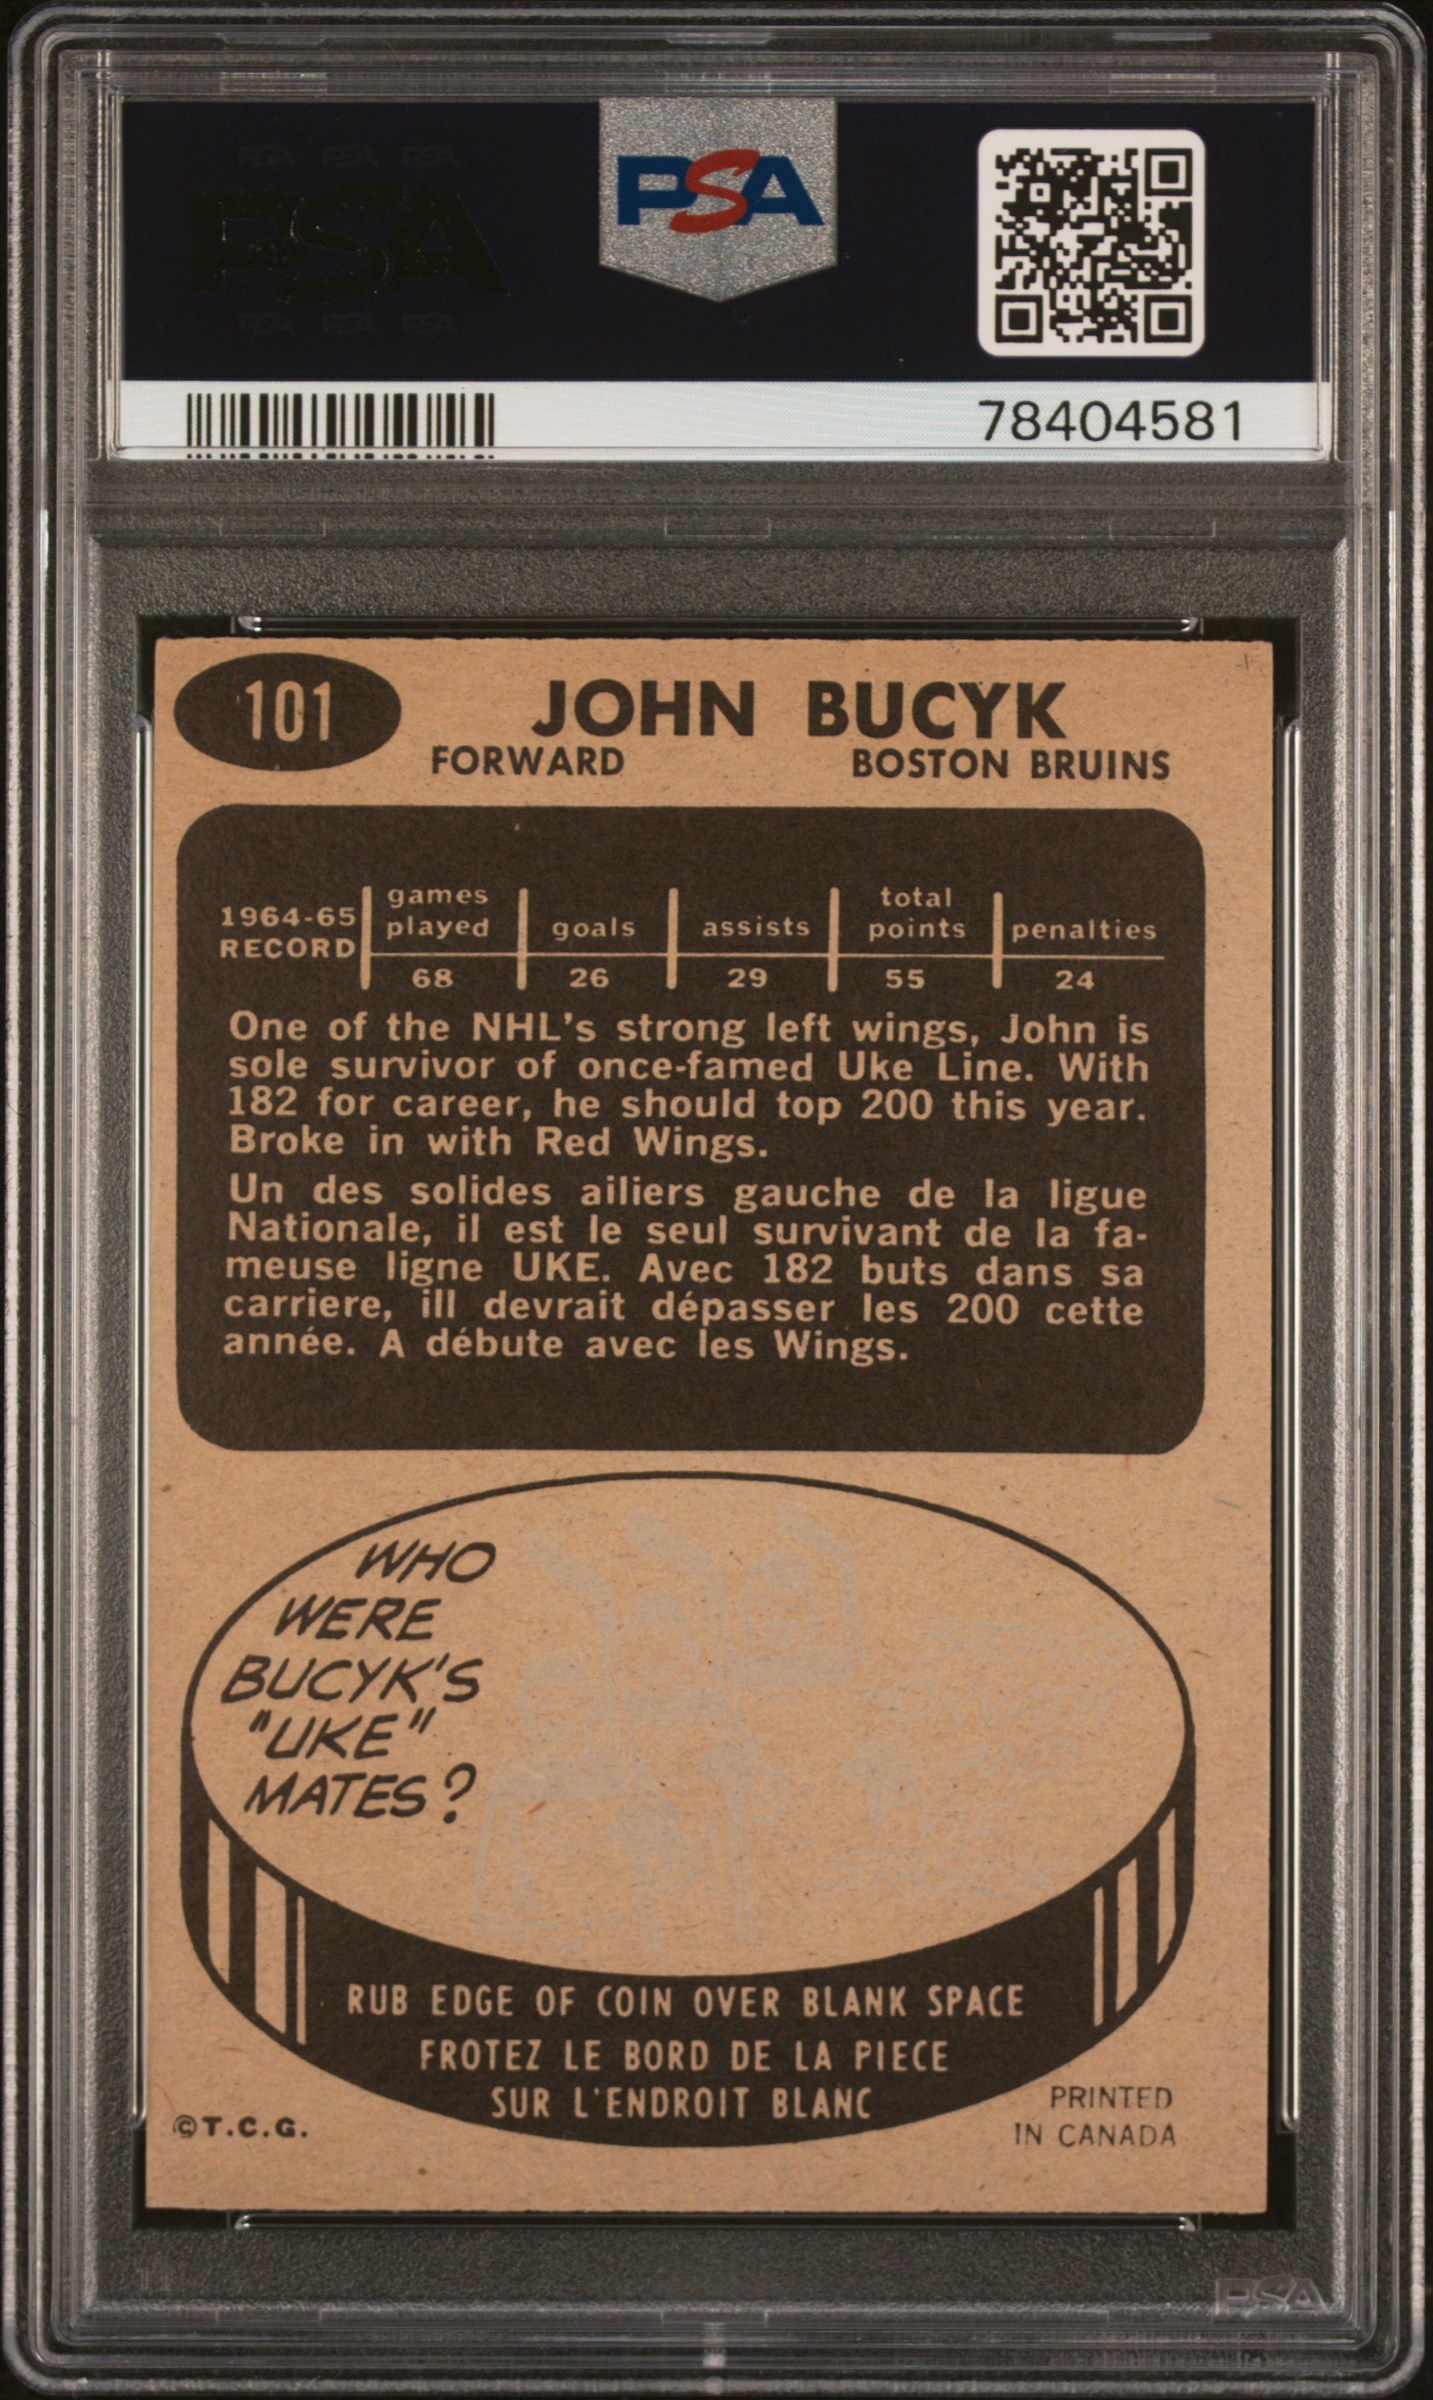 PSA
PSA
78404581
101
JOHN BUCYK
FORWARD
BOSTON BRUINS
1964-65 RECORD
games played
goals
assists
total points
penalties
68 26 29 55 24
One of the NHL's strong left wings, John is
sole survivor of once-famed Uke Line. With
182 for career, he should top 200 this year.
Broke in with Red Wings.
Un des solides ailiers gauche de la ligue
Nationale, il est le seul survivant de la fa-
meuse ligne UKE. Avec 182 buts dans sa
carriere, ill devrait dépasser les 200 cette
année. A débute avec les Wings.
WHO
WERE
BUCYK'S
"UKE"
MATES?
RUB EDGE OF COIN OVER BLANK SPACE
FROTEZ LE BORD DE LA PIECE
SUR L'ENDROIT BLANC
©T.C.G.
PRINTED
IN CANADA
PSA